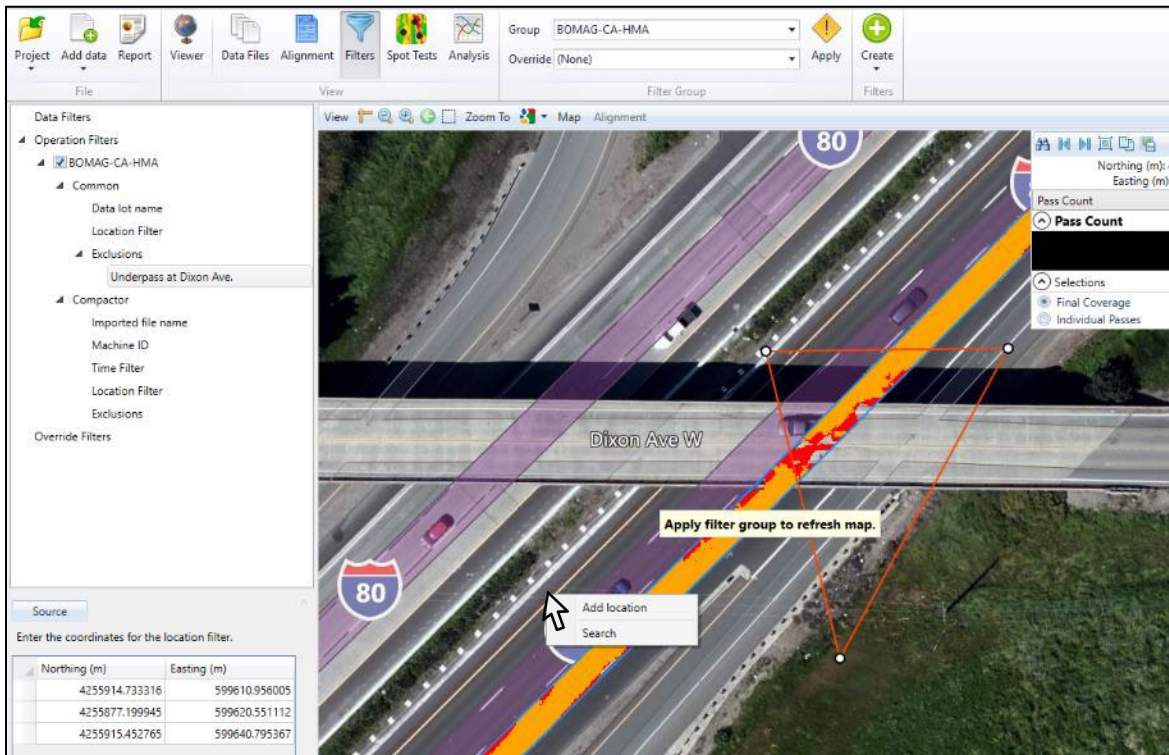 Project
Add data
Report
Viewer
Data Files
Alignment
Filters
Spot Tests
Analysis
Group
BOMAG-CA-HMA
Override
(None)
Apply
Create
File
View
Filter Group
Filters
Data Filters
Operation Filters
BOMAG-CA-HMA
Common
Data lot name
Location Filter
Exclusions
Underpass at Dixon Ave.
Compactor
Imported file name
Machine ID
Time Filter
Location Filter
Exclusions
Override Filters
Source
Enter the coordinates for the location filter.
Northing (m) Easting (m)
4255914.733316 599610.956005
4255877.199945 599620.551112
4255915.452765 599640.795367
View Zoom To Map Alignment
80
Northing (m):
Easting (m)
Pass Count
Pass Count
Selections
Final Coverage
Individual Passes
Dixon Ave W
Apply filter group to refresh map.
80
Add location
Search